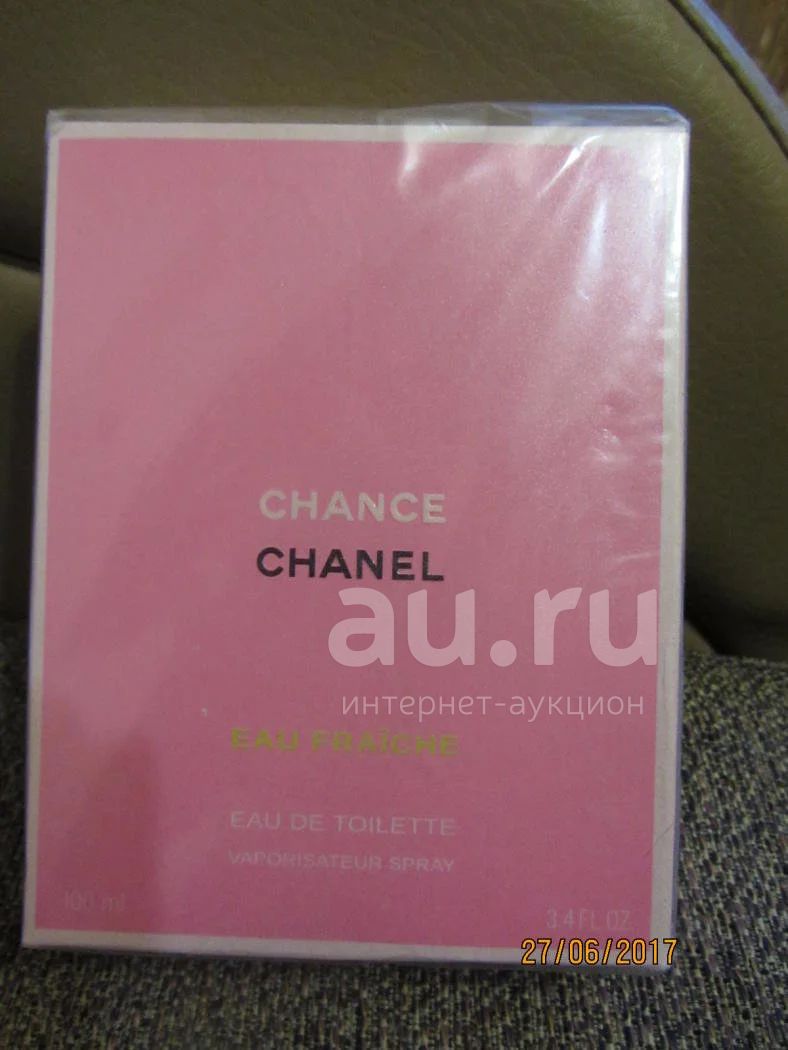 CHANCE
CHANEL
au.ru
интернет-аукцион
EAU FRAÎCHE
EAU DE TOILETTE
VAPORISATEUR SPRAY
100 ml
3.4 FL. OZ.
27/06/2017